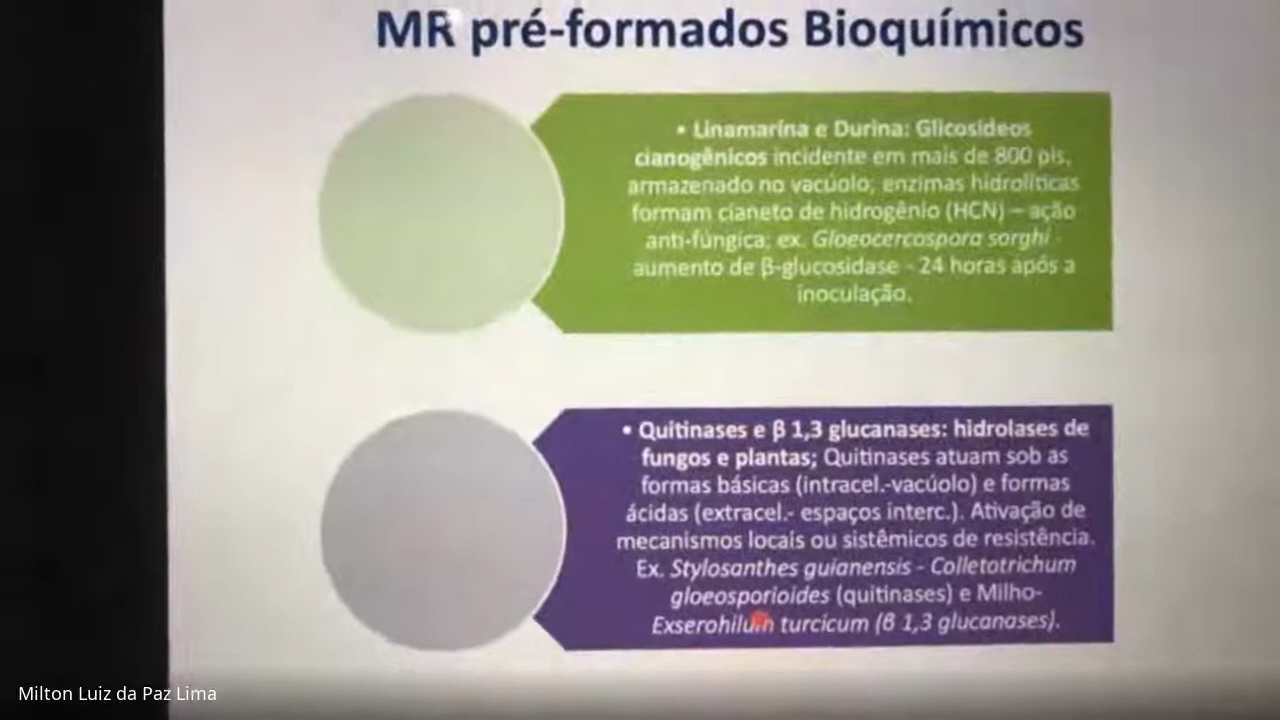 MR pré-formados Bioquímicos
• Linamarina e Durina: Glicosídeos
cianogênicos incidente em mais de 800 pls,
armazenado no vacúolo; enzimas hidrolíticas
formam cianeto de hidrogênio (HCN) – ação
anti-fúngica; ex. Gloeocercospora sorghi -
aumento de β-glucosidase - 24 horas após a
inoculação.
• Quitinases e β 1,3 glucanases: hidrolases de
fungos e plantas; Quitinases atuam sob as
formas básicas (intracel.-vacúolo) e formas
ácidas (extracel.- espaços interc.). Ativação de
mecanismos locais ou sistêmicos de resistência.
Ex. Stylosanthes guianensis - Colletotrichum
gloeosporioides (quitinases) e Milho-
Exserohilum turcicum (β 1,3 glucanases).
Milton Luiz da Paz Lima